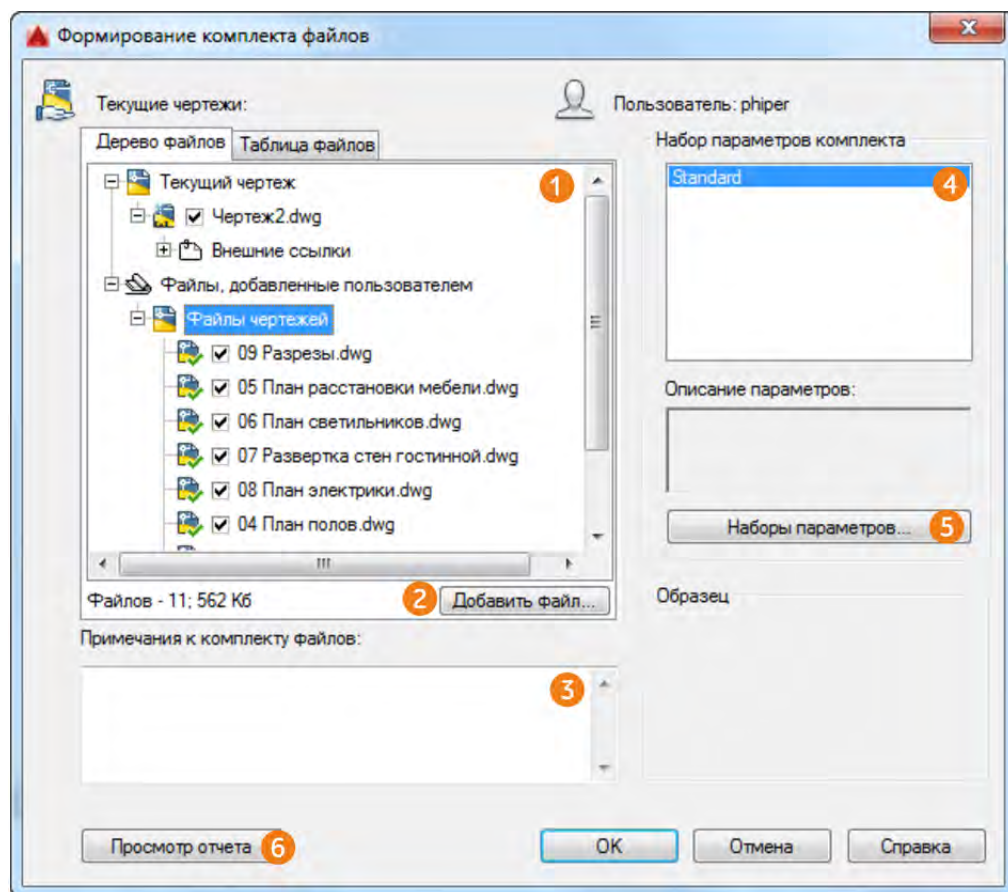 Формирование комплекта файлов
Текущие чертежи:
Пользователь: phiper
Дерево файлов
Таблица файлов
Набор параметров комплекта
1
Текущий чертеж
Standard
4
Чертеж2.dwg
Внешние ссылки
Файлы, добавленные пользователем
Файлы чертежей
09 Разрезы.dwg
05 План расстановки мебели.dwg
Описание параметров:
06 План светильников.dwg
07 Развертка стен гостинной.dwg
08 План электрики.dwg
04 План полов.dwg
Наборы параметров...
5
Файлов - 11; 562 Кб
2
Добавить файл...
Образец
Примечания к комплекту файлов:
3
Просмотр отчета
6
OK
Отмена
Справка